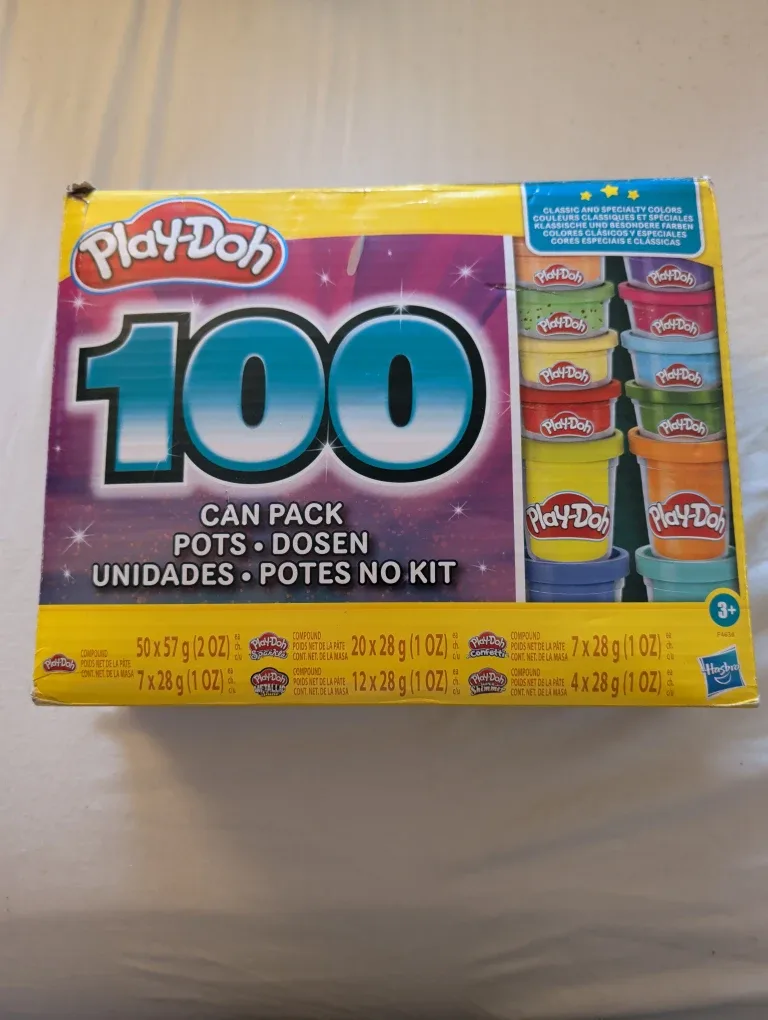 Play-Doh
100
CAN PACK
POTS • DOSEN
UNIDADES • POTES NO KIT
CLASSIC AND SPECIALTY COLORS
COULEURS CLASSIQUES ET SPÉCIALES
KLASSISCHE UND BESONDERE FARBEN
COLORES CLÁSICOS Y ESPECIALES
CORES ESPECIAIS E CLÁSSICAS
Play-Doh Play-Doh
Play-Doh Play-Doh
Play-Doh Play-Doh
Play-Doh Play-Doh
Play-Doh Play-Doh
3+
Play-Doh
COMPOUND
POIDS NET DE LA PÂTE
CONT. NET. DE LA MASA
50 x 57 g (2 OZ)
7 x 28 g (1 OZ)
Play-Doh Sparkle
COMPOUND
POIDS NET DE LA PÂTE
CONT. NET. DE LA MASA
20 x 28 g (1 OZ)
Play-Doh METALLIC
COMPOUND
POIDS NET DE LA PÂTE
CONT. NET. DE LA MASA
12 x 28 g (1 OZ)
Play-Doh Confetti
COMPOUND
POIDS NET DE LA PÂTE
CONT. NET. DE LA MASA
7 x 28 g (1 OZ)
Play-Doh Shimmer
COMPOUND
POIDS NET DE LA PÂTE
CONT. NET. DE LA MASA
4 x 28 g (1 OZ)
Hasbro